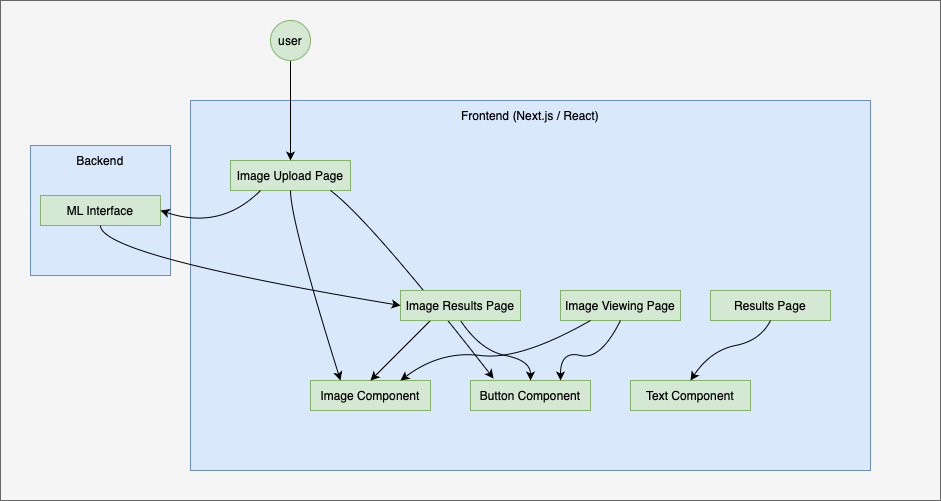 user
Frontend (Next.js / React)
Backend
Image Upload Page
ML Interface
Image Results Page
Image Viewing Page
Results Page
Image Component
Button Component
Text Component